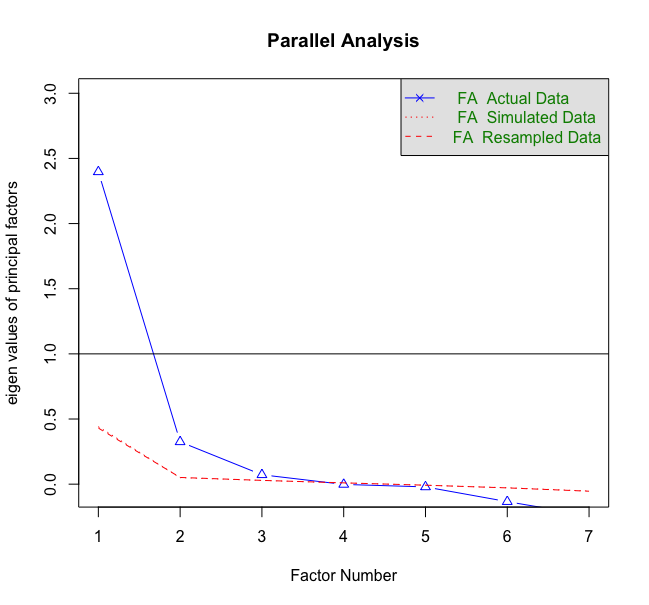 Parallel Analysis
FA Actual Data
FA Simulated Data
FA Resampled Data
eigen values of principal factors
3.0
2.5
2.0
1.5
1.0
0.5
0.0
1 2 3 4 5 6 7
Factor Number